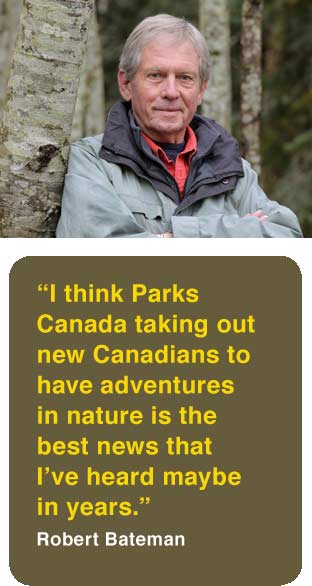 “I think Parks
Canada taking out
new Canadians to
have adventures
in nature is the
best news that
I’ve heard maybe
in years.”
Robert Bateman